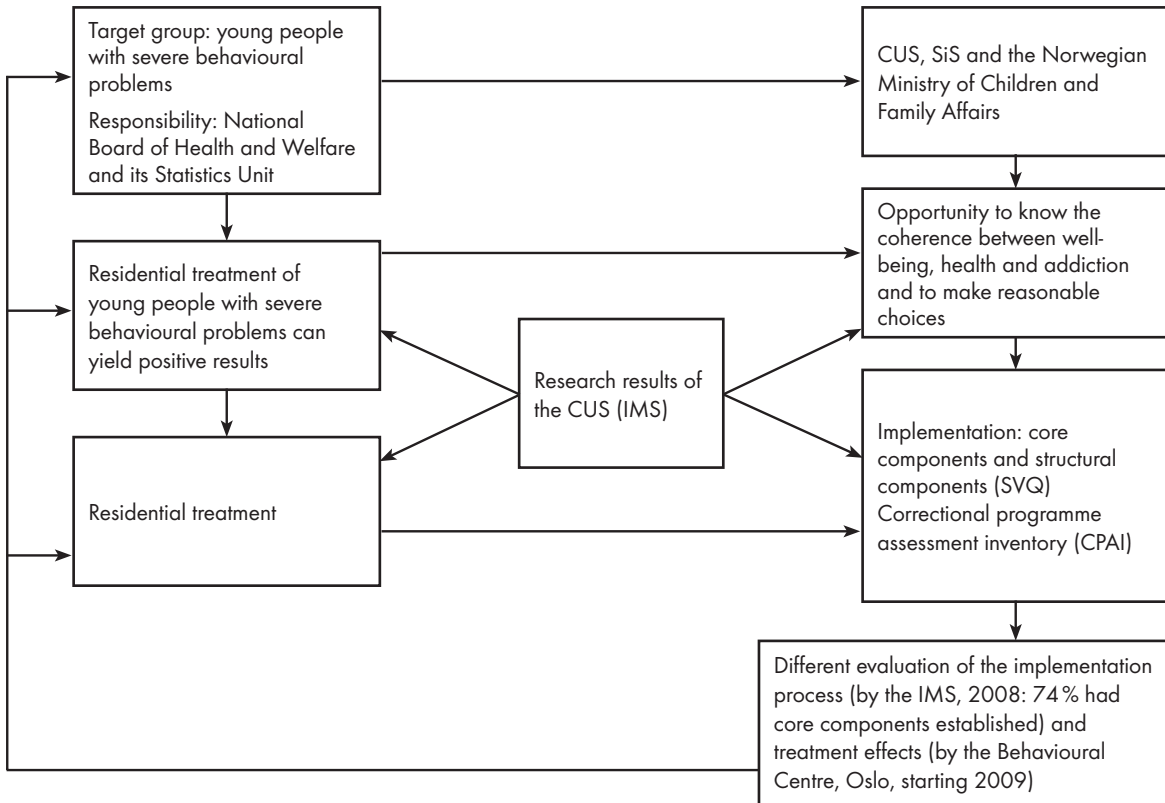 Target group: young people
with severe behavioural
problems
Responsibility: National
Board of Health and Welfare
and its Statistics Unit
CUS, SiS and the Norwegian
Ministry of Children and
Family Affairs
Residential treatment of
young people with severe
behavioural problems can
yield positive results
Opportunity to know the
coherence between well-
being, health and addiction
and to make reasonable
choices
Research results of
the CUS (IMS)
Residential treatment
Implementation: core
components and structural
components (SVQ)
Correctional programme
assessment inventory (CPAI)
Different evaluation of the implementation
process (by the IMS, 2008: 74 % had
core components established) and
treatment effects (by the Behavioural
Centre, Oslo, starting 2009)